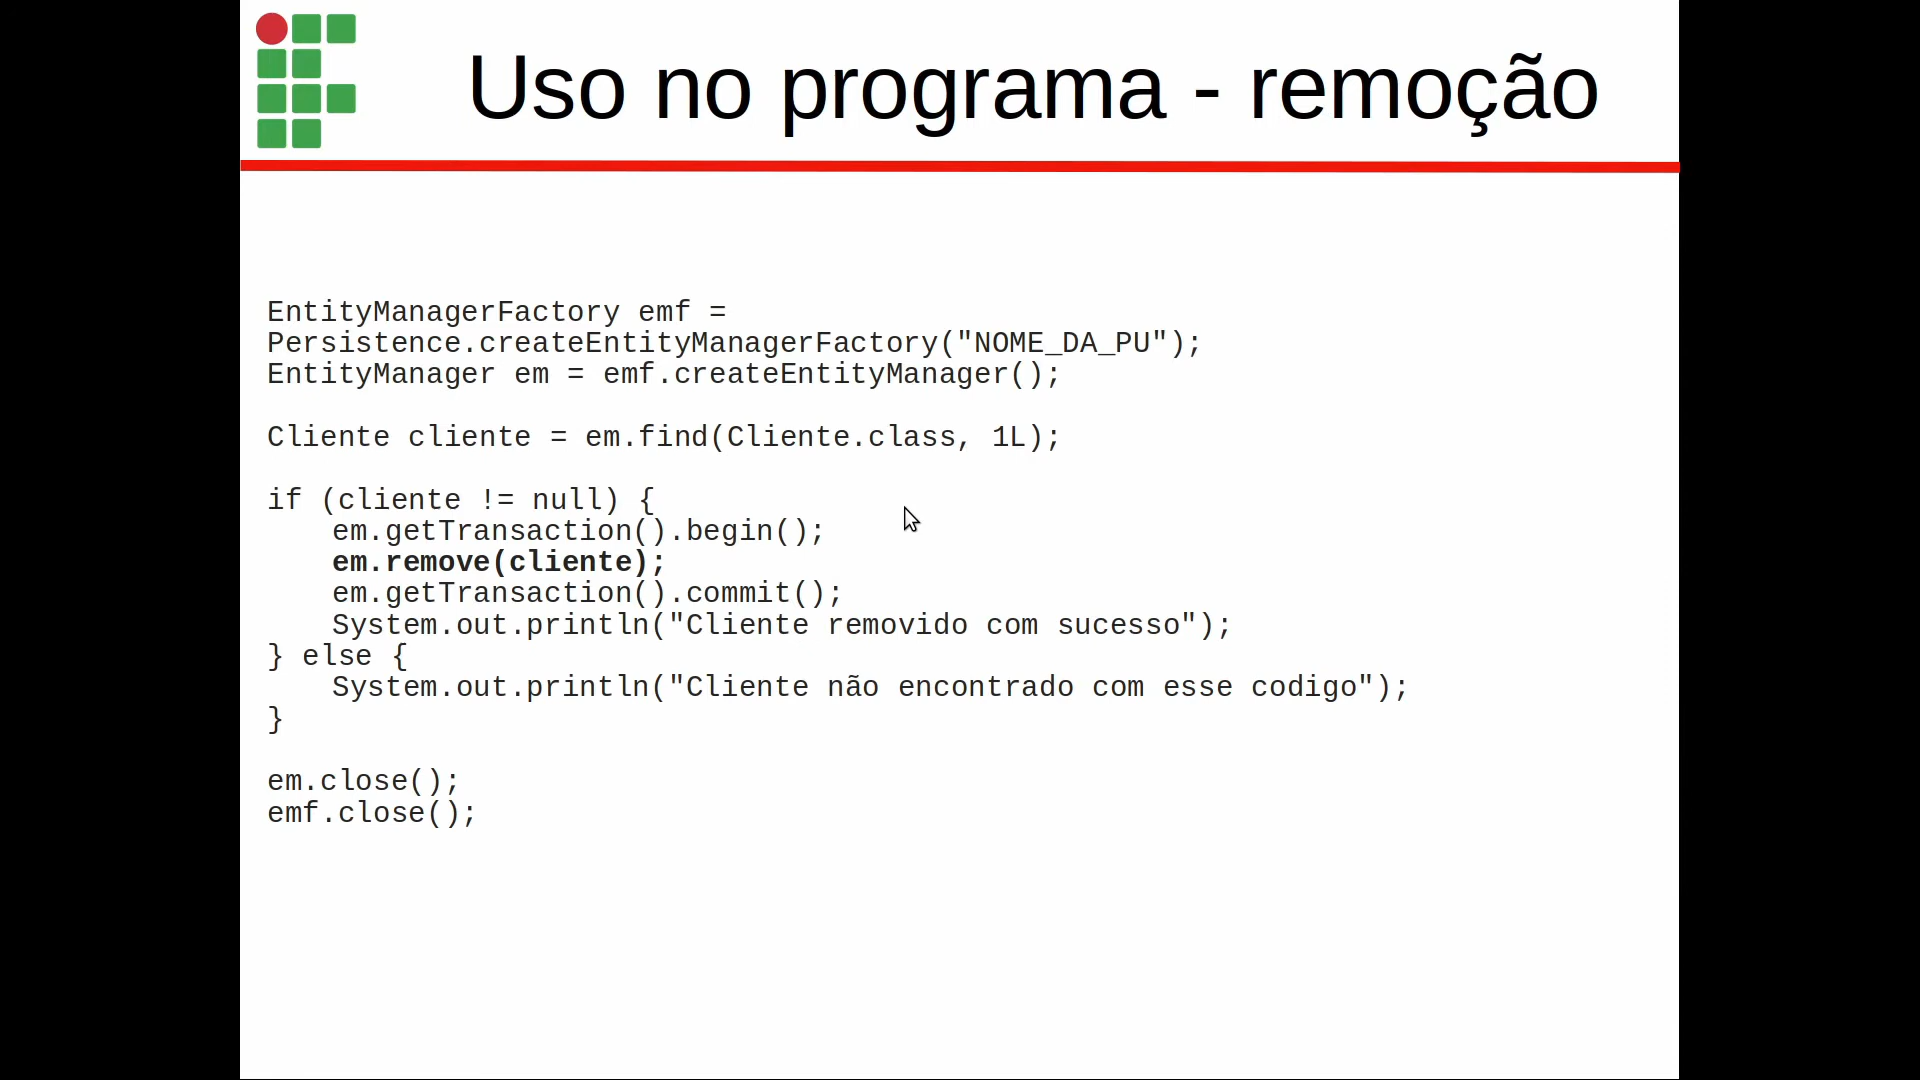 Uso no programa - remoção
EntityManagerFactory emf =
Persistence.createEntityManagerFactory("NOME_DA_PU");
EntityManager em = emf.createEntityManager();
Cliente cliente = em.find(Cliente.class, 1L);
if (cliente != null) {
em.getTransaction().begin();
em.remove(cliente);
em.getTransaction().commit();
System.out.println("Cliente removido com sucesso");
} else {
System.out.println("Cliente não encontrado com esse codigo");
}
em.close();
emf.close();